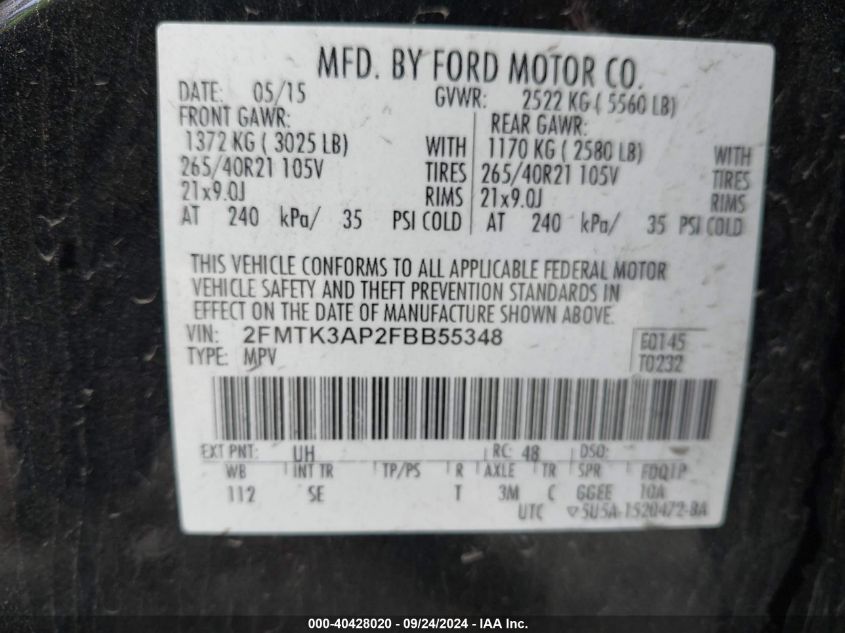 MFD. BY FORD MOTOR CO.
DATE: 05/15 GVWR: 2522 KG ( 5560 LB)
FRONT GAWR: REAR GAWR:
1372 KG ( 3025 LB) WITH 1170 KG ( 2580 LB) WITH
265/40R21 105V TIRES 265/40R21 105V TIRES
21x9.0J RIMS 21x9.0J RIMS
AT 240 kPa/ 35 PSI COLD AT 240 kPa/ 35 PSI COLD
THIS VEHICLE CONFORMS TO ALL APPLICABLE FEDERAL MOTOR
VEHICLE SAFETY AND THEFT PREVENTION STANDARDS IN
EFFECT ON THE DATE OF MANUFACTURE SHOWN ABOVE.
VIN: 2FMTK3AP2FBB55348
TYPE: MPV
E0145
T0232
EXT PNT: UH RC: 48 DSO:
WB INT TR TP/PS R AXLE TR SPR
112 SE T 3M C GGEE 10A
UTC ▽5U5A-1520472-BA
000-40428020 - 09/24/2024 - IAA Inc.